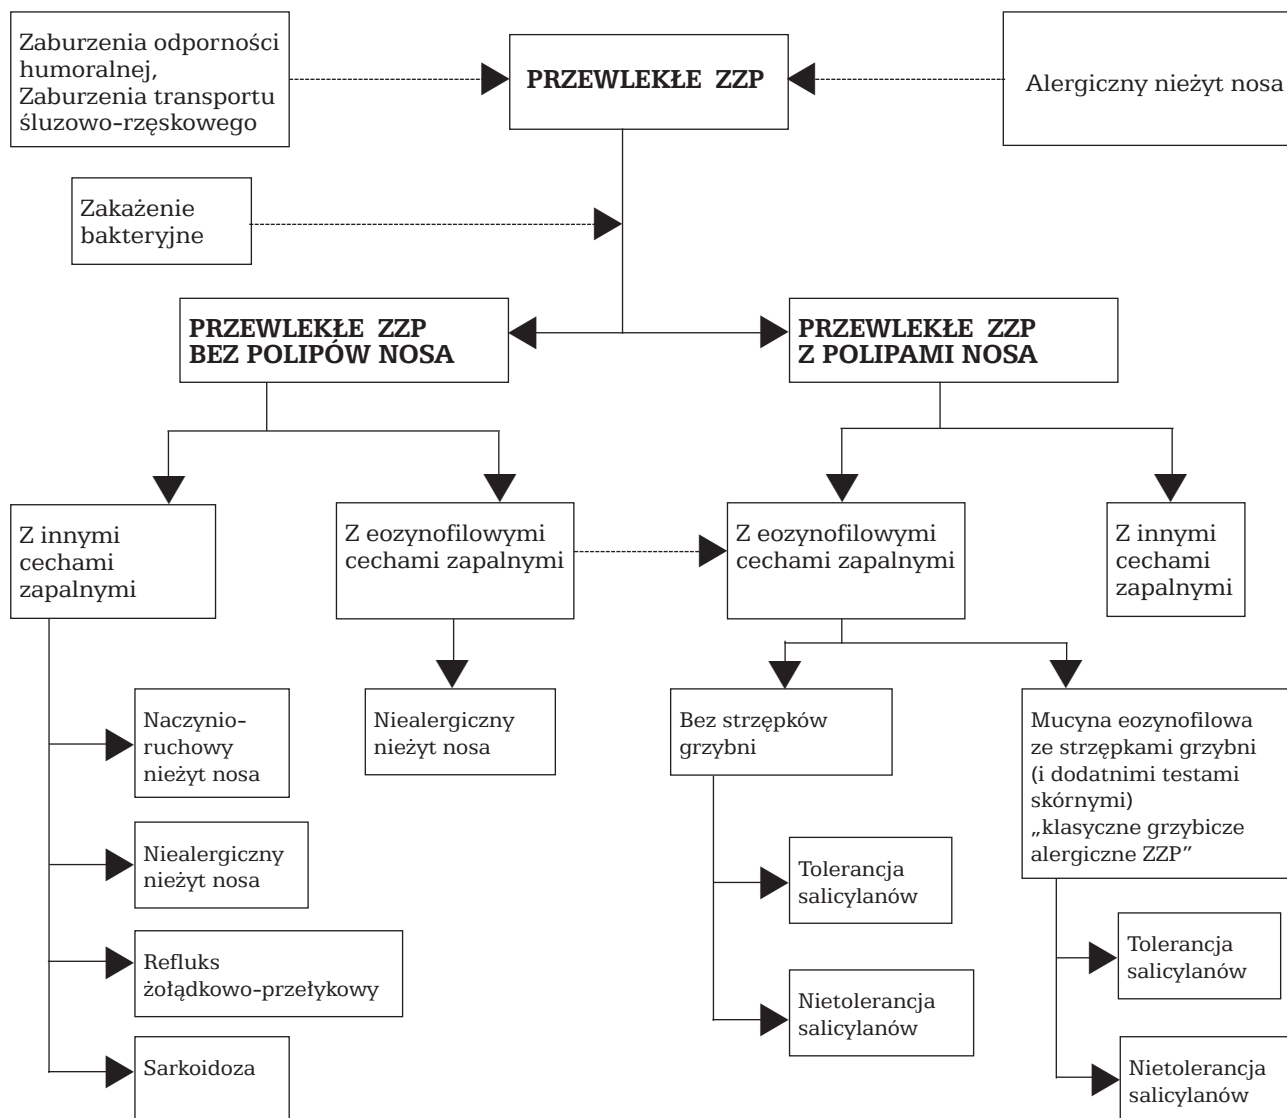 Zaburzenia odporności
humoralnej,
Zaburzenia transportu
śluzowo-rzęskowego
PRZEWLEKŁE ZZP
Alergiczny nieżyt nosa
Zakażenie
bakteryjne
PRZEWLEKŁE ZZP
BEZ POLIPÓW NOSA
PRZEWLEKŁE ZZP
Z POLIPAMI NOSA
Z innymi
cechami
zapalnymi
Z eozynofilowymi
cechami zapalnymi
Z eozynofilowymi
cechami zapalnymi
Z innymi
cechami
zapalnymi
Naczynio-
ruchowy
nieżyt nosa
Niealergiczny
nieżyt nosa
Refluks
żołądkowo-przełykowy
Sarkoidoza
Niealergiczny
nieżyt nosa
Bez strzępków
grzybni
Tolerancja
salicylanów
Nietolerancja
salicylanów
Mucyna eozynofilowa
ze strzępkami grzybni
(i dodatnimi testami
skórnymi)
„klasyczne grzybicze
alergiczne ZZP”
Tolerancja
salicylanów
Nietolerancja
salicylanów